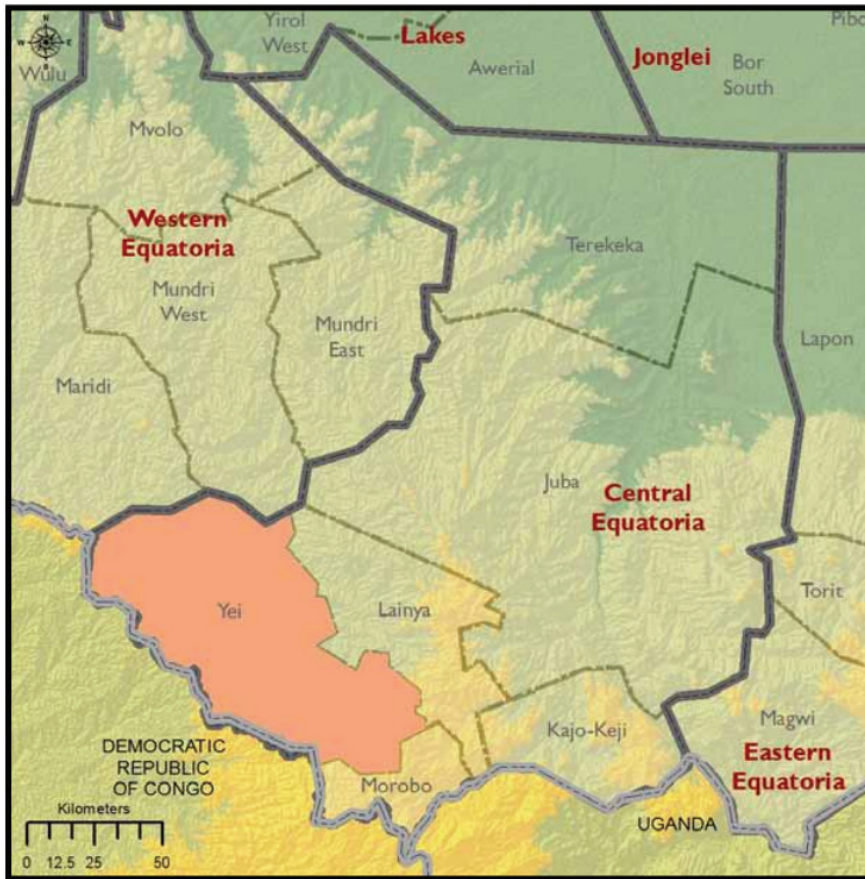 N
W
E
S
Yirol
West
Lakes
Awerial
Jonglei
Bor
South
Pibo
Wulu
Mvolo
Western
Equatoria
Terekeka
Mundri
West
Mundri
East
Lapon
Maridi
Juba
Central
Equatoria
Yei
Lainya
Torit
Kajo-Keji
Magwi
Eastern
Equatoria
DEMOCRATIC
REPUBLIC
OF CONGO
Morobo
UGANDA
Kilometers
0 12.5 25 50